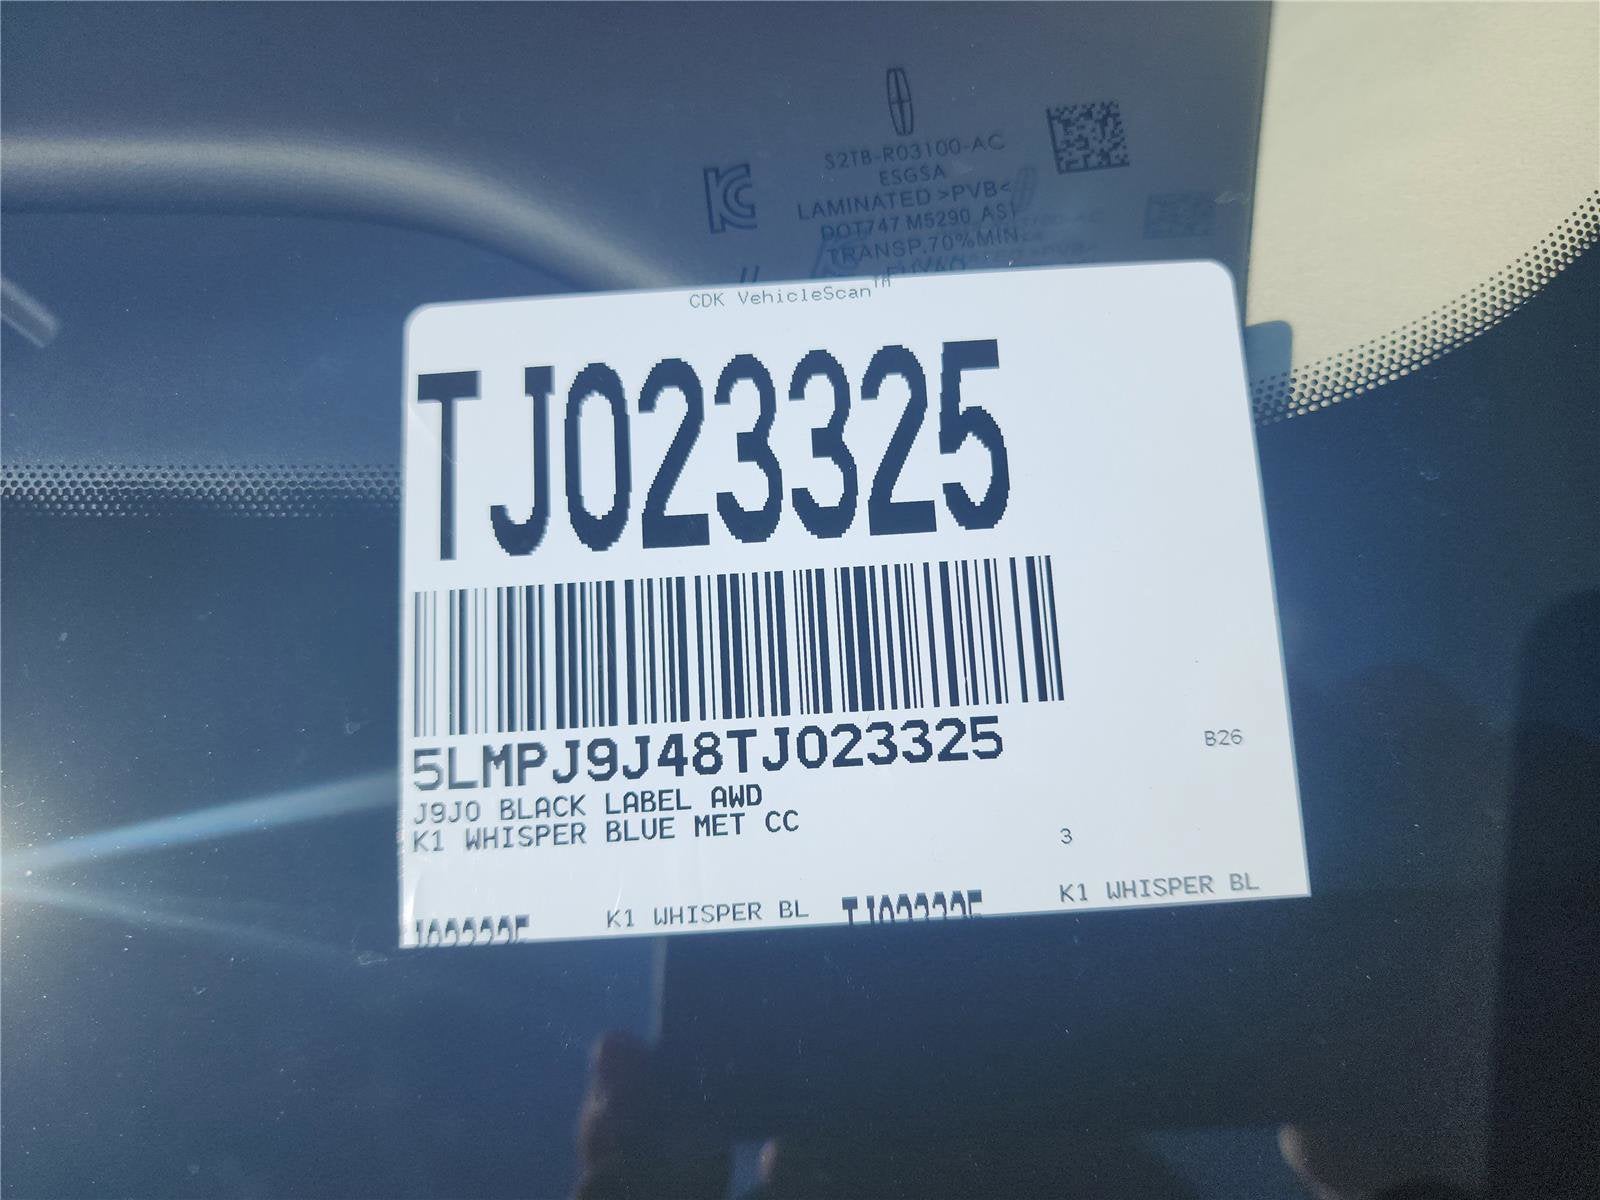 S2TB-R03100-AC
ESGSA
LAMINATED >PVB<
DOT747 M5290 AS1
TRANSP.70%MIN.
CDK VehicleScan™
TJ023325
5LMPJ9J48TJ023325
B26
J9J0 BLACK LABEL AWD
K1 WHISPER BLUE MET CC
3
K1 WHISPER BL
TJ023325
K1 WHISPER BL